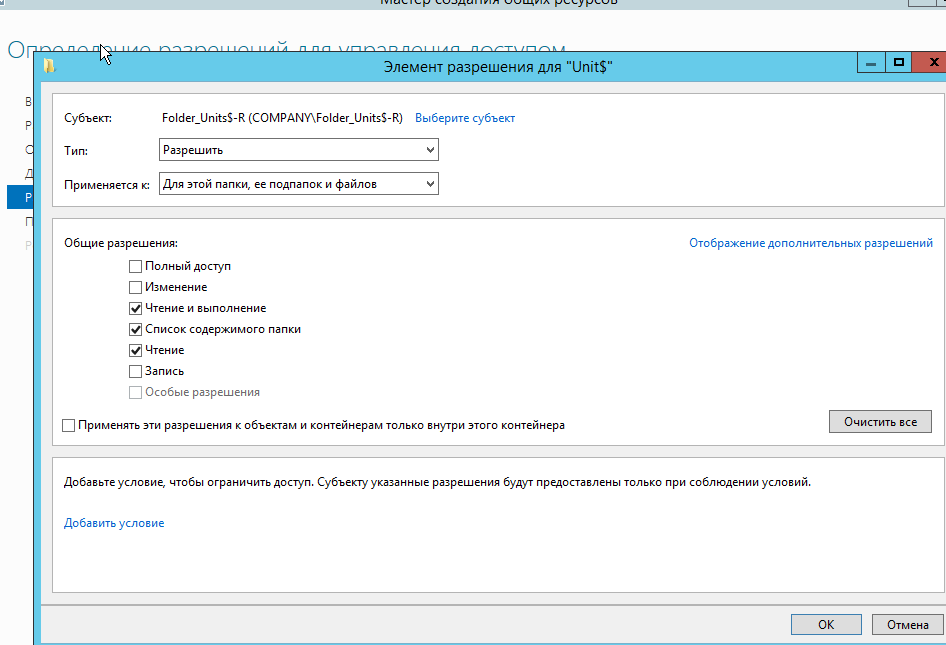 Мастер создания общих ресурсов
Определение разрешений для управления доступом
Элемент разрешения для "Unit$"
Субъект: Folder_Units$-R (COMPANY\Folder_Units$-R) Выберите субъект
Тип: Разрешить
Применяется к: Для этой папки, ее подпапок и файлов
Общие разрешения: Отображение дополнительных разрешений
Полный доступ
Изменение
Чтение и выполнение
Список содержимого папки
Чтение
Запись
Особые разрешения
Применять эти разрешения к объектам и контейнерам только внутри этого контейнера
Очистить все
Добавьте условие, чтобы ограничить доступ. Субъекту указанные разрешения будут предоставлены только при соблюдении условий.
Добавить условие
OK Отмена